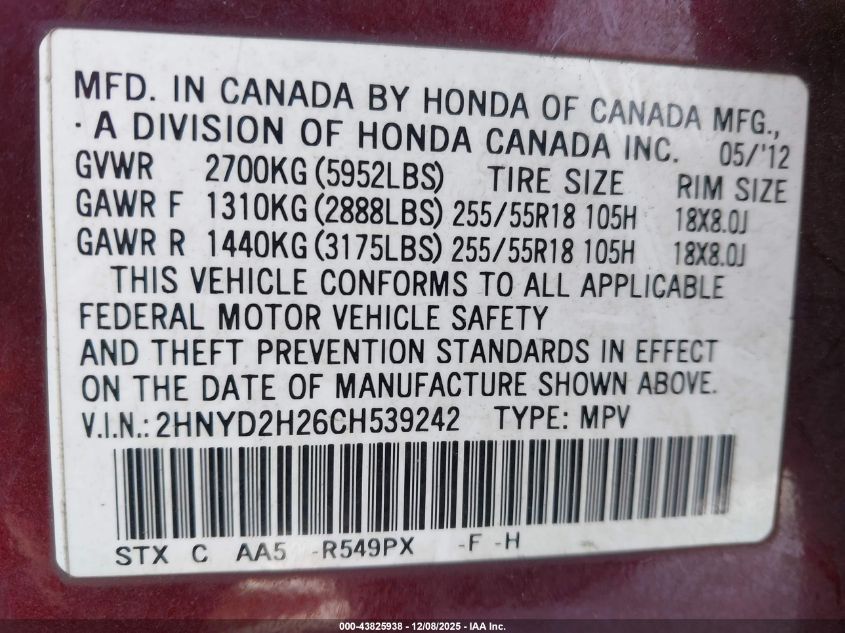 MFD. IN CANADA BY HONDA OF CANADA MFG.,
· A DIVISION OF HONDA CANADA INC. 05/'12
GVWR 2700KG (5952LBS) TIRE SIZE RIM SIZE
GAWR F 1310KG (2888LBS) 255/55R18 105H 18X8.0J
GAWR R 1440KG (3175LBS) 255/55R18 105H 18X8.0J
THIS VEHICLE CONFORMS TO ALL APPLICABLE
FEDERAL MOTOR VEHICLE SAFETY
AND THEFT PREVENTION STANDARDS IN EFFECT
ON THE DATE OF MANUFACTURE SHOWN ABOVE.
V.I.N.: 2HNYD2H26CH539242 TYPE: MPV
STX C AA5 -R549PX -F -H
000-43825938 - 12/08/2025 - IAA Inc.